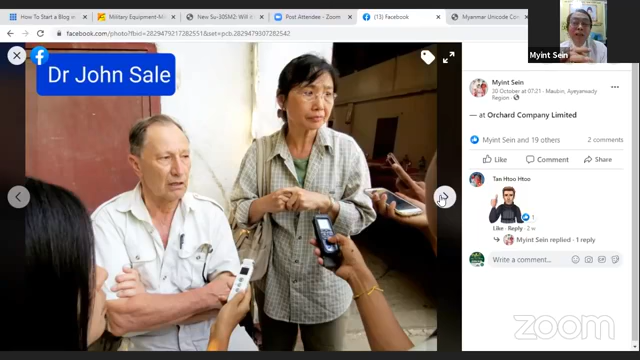 How To Start a Blog w
Military Equipment-M
New Su-30SM2: Will it
Post Attendee - Zoom
(13) Facebook
Myanmar Unicode Con
facebook.com/photo?fbid=2829479217282551&set=pcb.2829479307282542
Myint Sein
Dr John Sale
Myint Sein
30 October at 07:21 · Maubin, Ayeyarwady
Region ·
— at Orchard Company Limited
Myint Sein and 19 others
2 comments
Like
Comment
Share
Tan Htoo Htoo
1
Like · Reply · 2 w
Myint Sein replied · 1 reply
Write a comment...
zoom